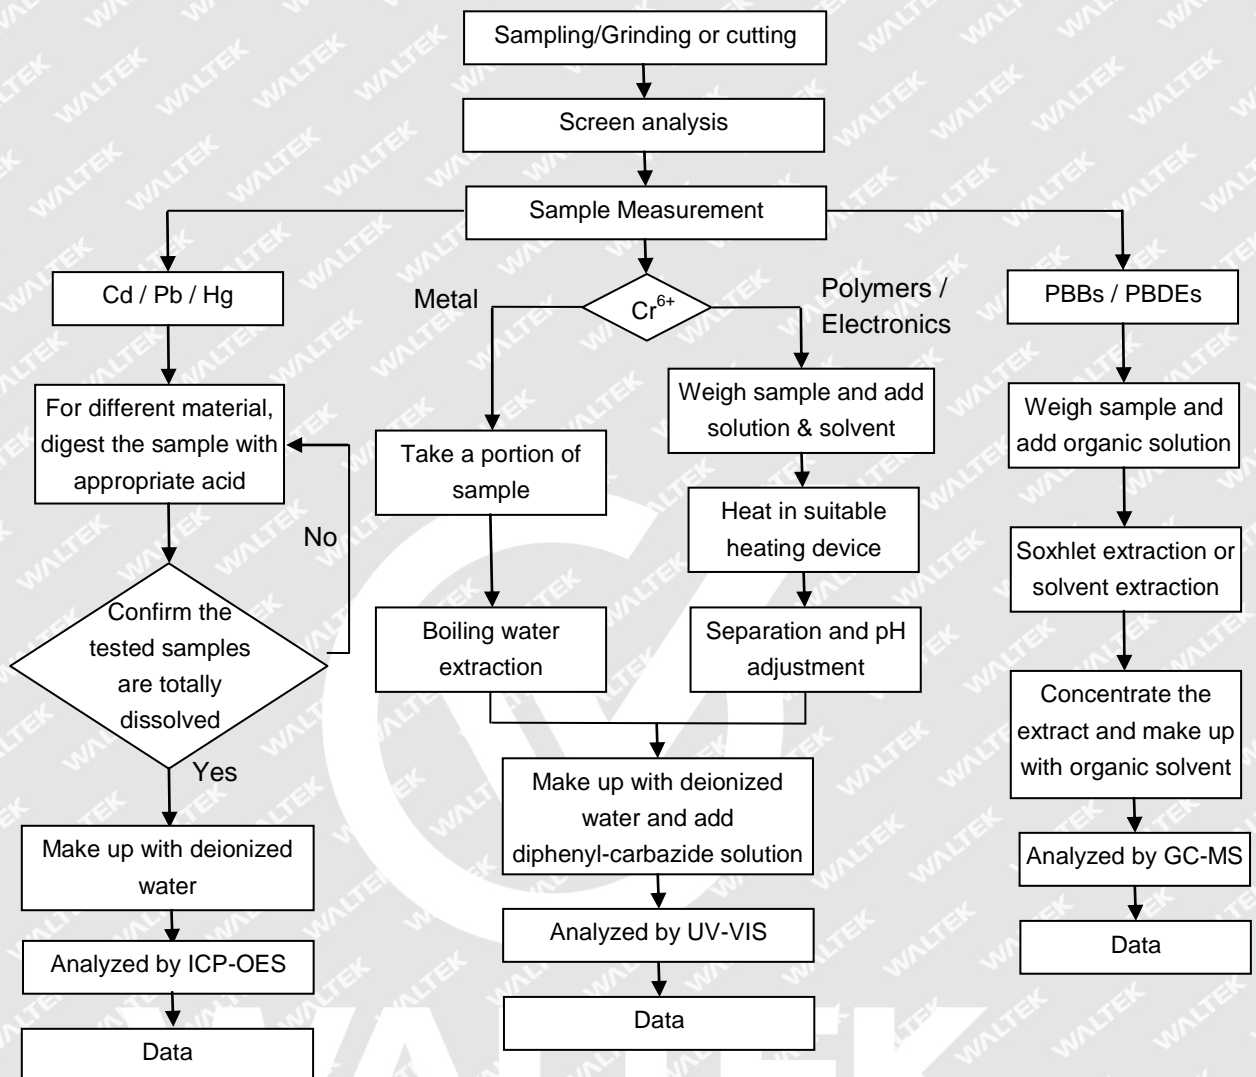 Sampling/Grinding or cutting
Screen analysis
Sample Measurement
Cd / Pb / Hg
For different material,
digest the sample with
appropriate acid
No
Confirm the
tested samples
are totally
dissolved
Yes
Make up with deionized
water
Analyzed by ICP-OES
Data
Cr6+
Metal
Take a portion of
sample
Boiling water
extraction
Polymers /
Electronics
Weigh sample and add
solution & solvent
Heat in suitable
heating device
Separation and pH
adjustment
Make up with deionized
water and add
diphenyl-carbazide solution
Analyzed by UV-VIS
Data
PBBs / PBDEs
Weigh sample and
add organic solution
Soxhlet extraction or
solvent extraction
Concentrate the
extract and make up
with organic solvent
Analyzed by GC-MS
Data
WALTEK